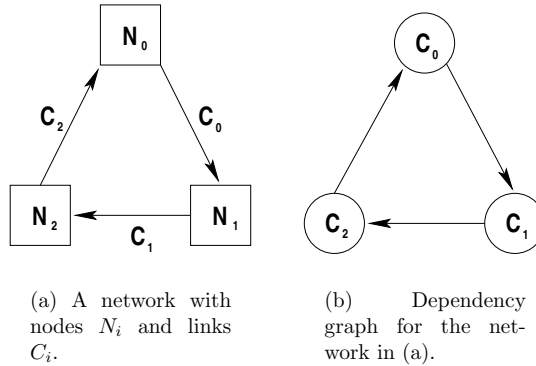 N₀
C₂
C₀
N₂
N₁
C₁
C₀
C₂
C₁
(a) A network with
nodes Nᵢ and links
Cᵢ.
(b) Dependency
graph for the net-
work in (a).